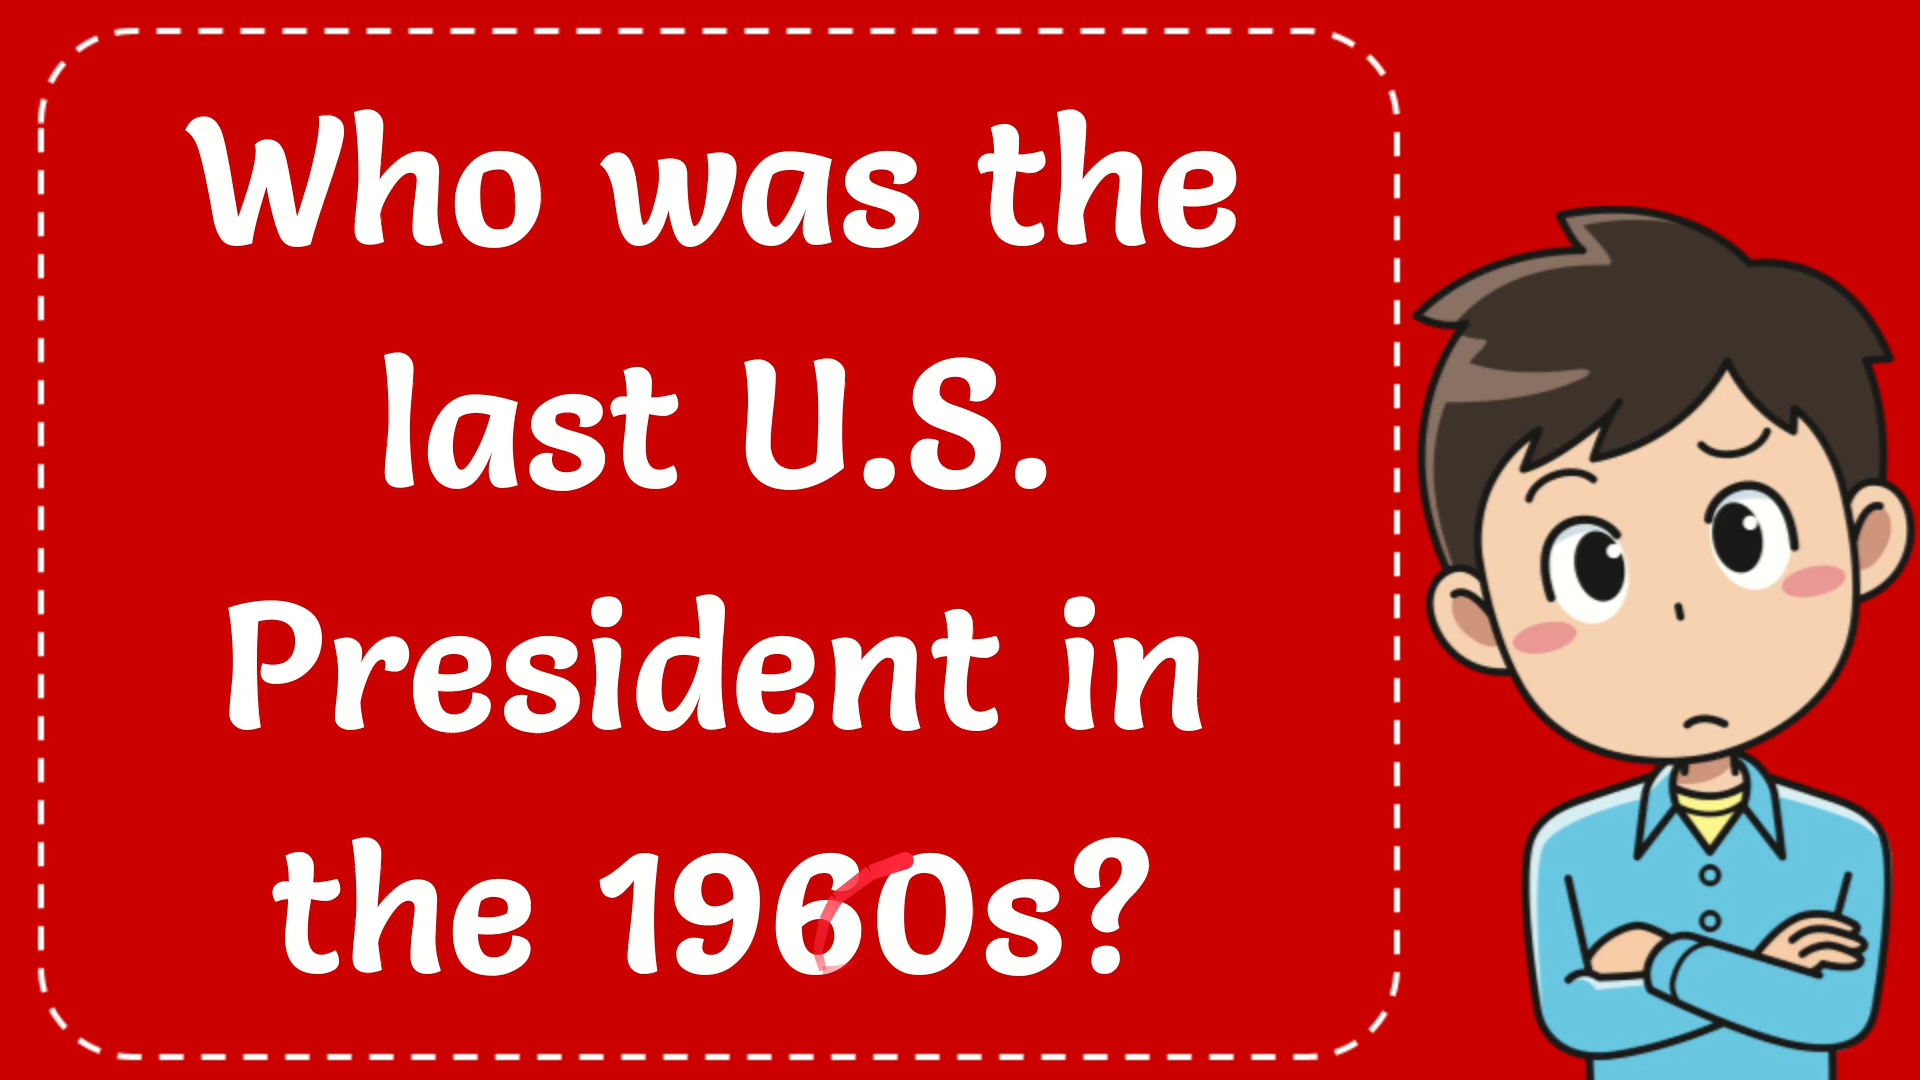 Who was the
last U.S.
President in
the 1960s?